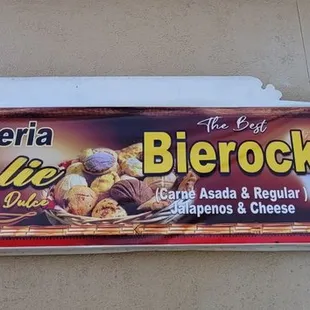 eria
lie
Dulce
The Best
Bierock
(Carne Asada & Regular )
Jalapenos & Cheese